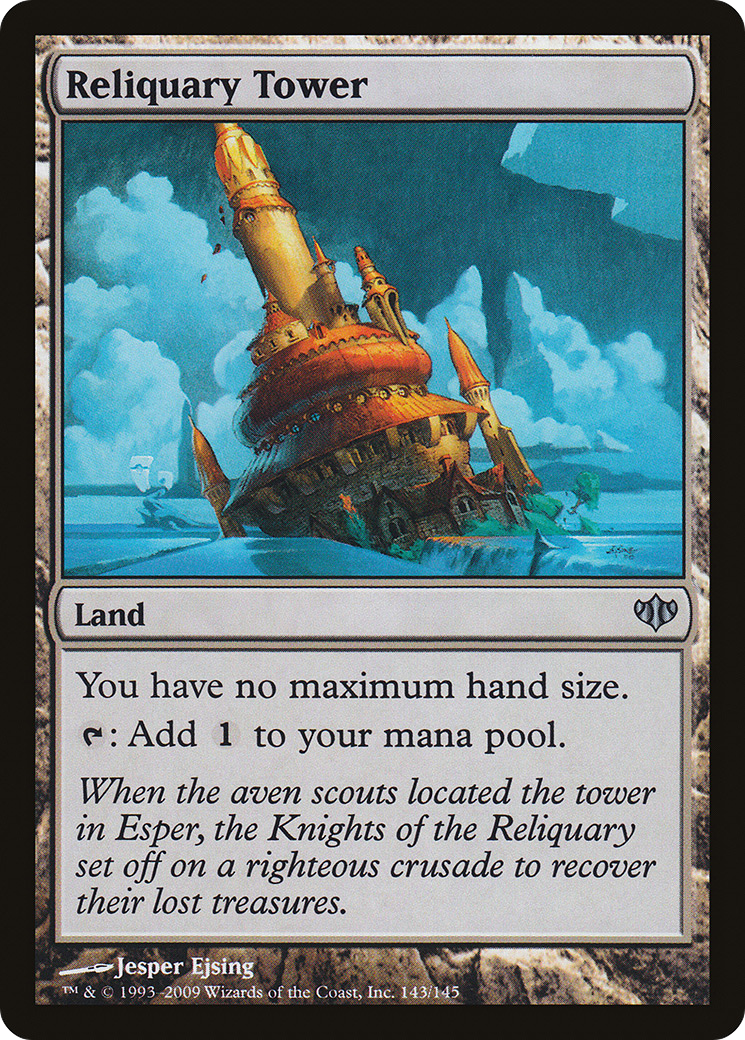 Reliquary Tower
Land
You have no maximum hand size.
: Add 1 to your mana pool.
When the aven scouts located the tower
in Esper, the Knights of the Reliquary
set off on a righteous crusade to recover
their lost treasures.
Jesper Ejsing
™ & © 1993–2009 Wizards of the Coast, Inc. 143/145